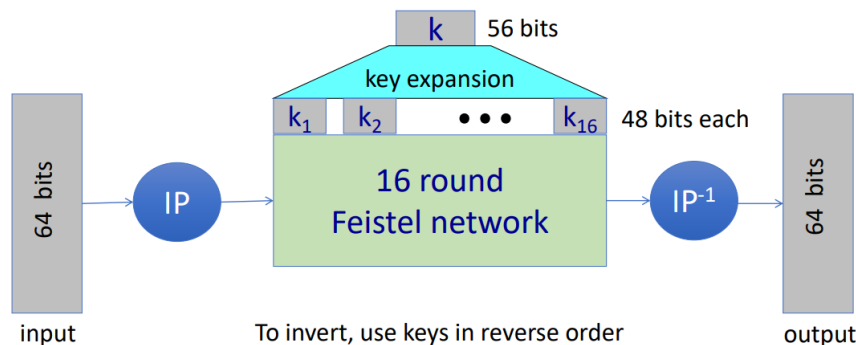 k 56 bits
key expansion
k₁ k₂ ••• k₁₆ 48 bits each
64 bits
IP
16 round
Feistel network
IP⁻¹
64 bits
input
To invert, use keys in reverse order
output